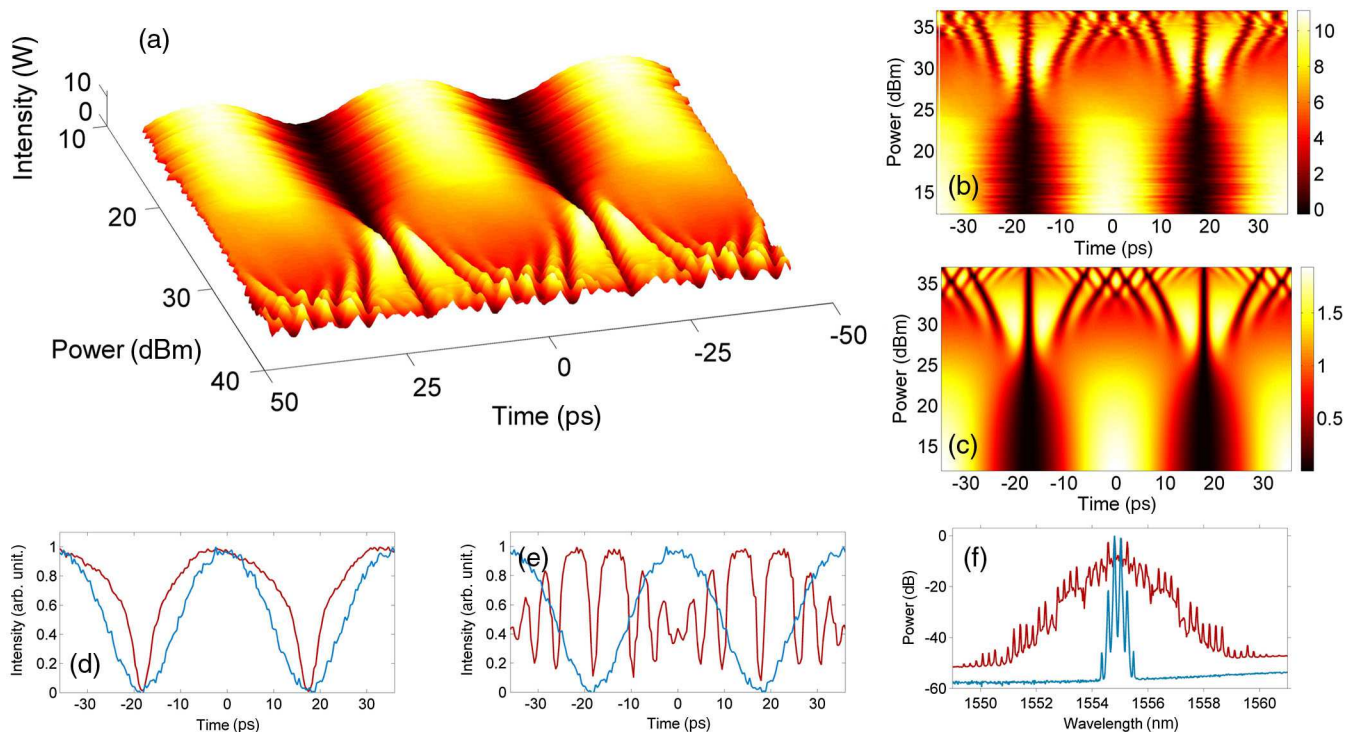 (a)
Intensity (W)
10
0
10
20
30
40
Power (dBm)
50
25
0
-25
-50
Time (ps)
(b)
Power (dBm)
35
30
25
20
15
-30 -20 -10 0 10 20 30
Time (ps)
10
8
6
4
2
0
(c)
Power (dBm)
35
30
25
20
15
-30 -20 -10 0 10 20 30
Time (ps)
1.5
1
0.5
(d)
Intensity (arb. unit.)
1
0.8
0.6
0.4
0.2
0
-30 -20 -10 0 10 20 30
Time (ps)
(e)
Intensity (arb. unit.)
1
0.8
0.6
0.4
0.2
0
-30 -20 -10 0 10 20 30
Time (ps)
(f)
Power (dB)
0
-20
-40
-60
1550 1552 1554 1556 1558 1560
Wavelength (nm)